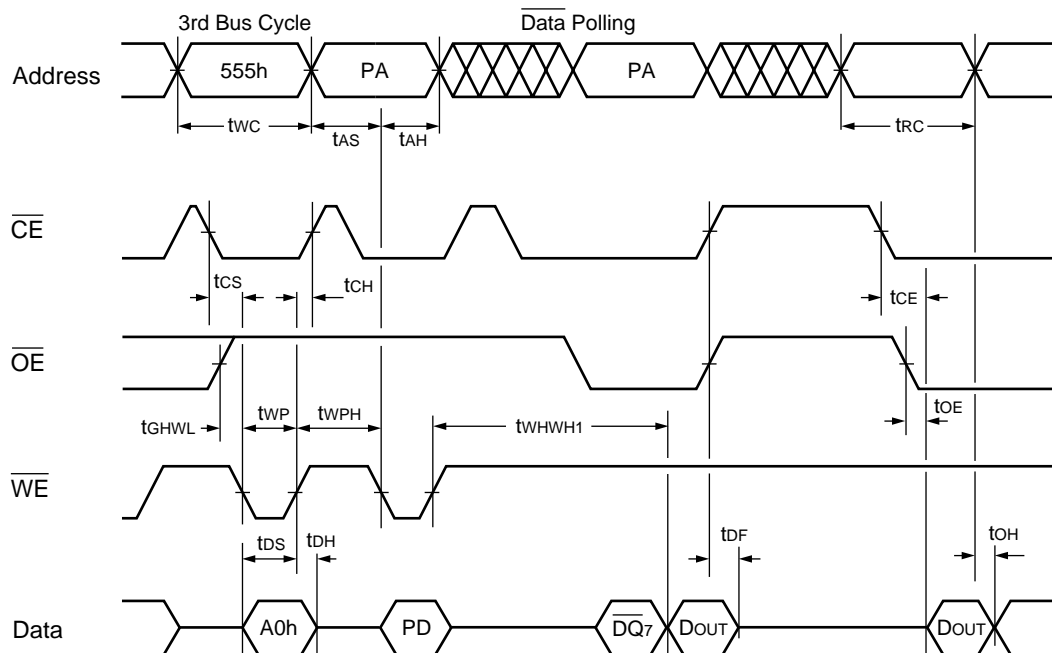 3rd Bus Cycle Data Polling
Address 555h PA PA
tWC tAS tAH tRC
CE
tCS tCH tCE
OE
tGHWL tWP tWPH tWHWH1 tOE
WE
tDS tDH tDF tOH
Data A0h PD DQ7 DOUT DOUT